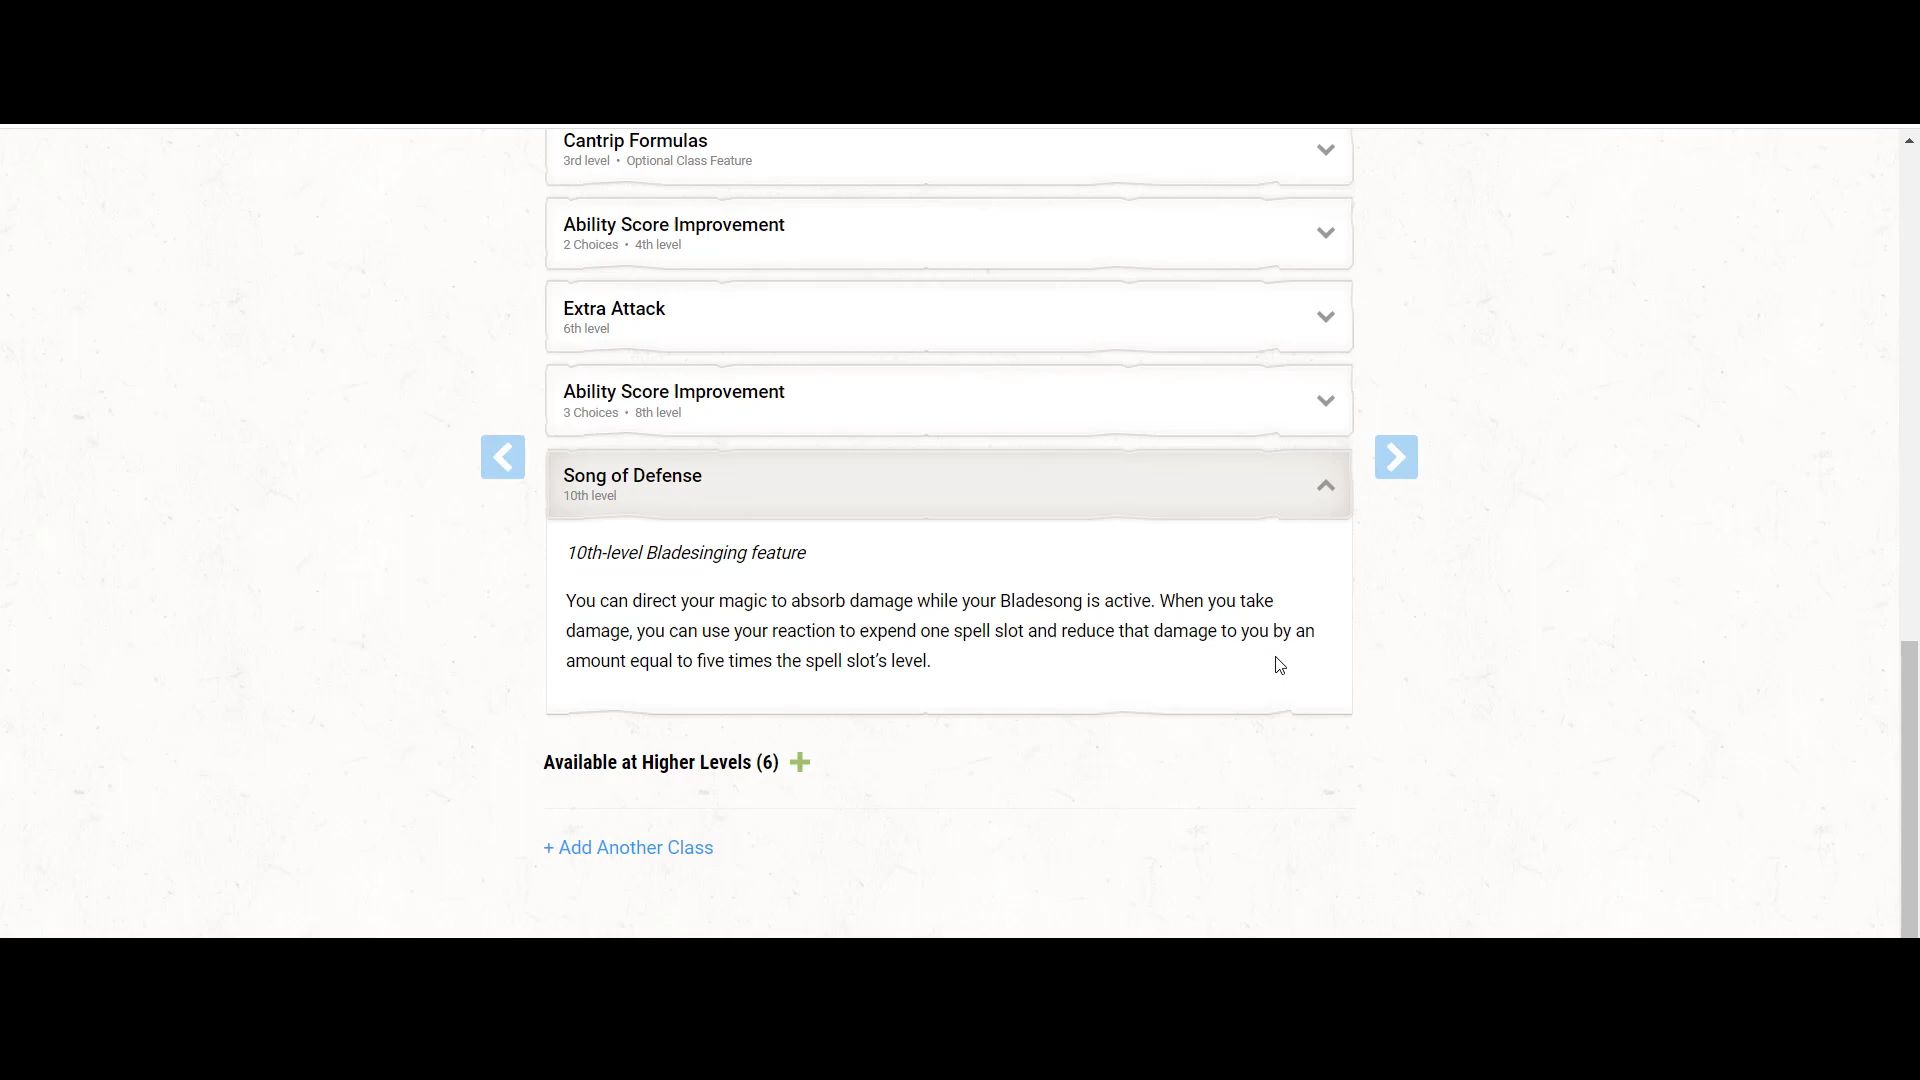 Cantrip Formulas
3rd level • Optional Class Feature
Ability Score Improvement
2 Choices • 4th level
Extra Attack
6th level
Ability Score Improvement
3 Choices • 8th level
Song of Defense
10th level
10th-level Bladesinging feature
You can direct your magic to absorb damage while your Bladesong is active. When you take
damage, you can use your reaction to expend one spell slot and reduce that damage to you by an
amount equal to five times the spell slot’s level.
Available at Higher Levels (6)
+ Add Another Class